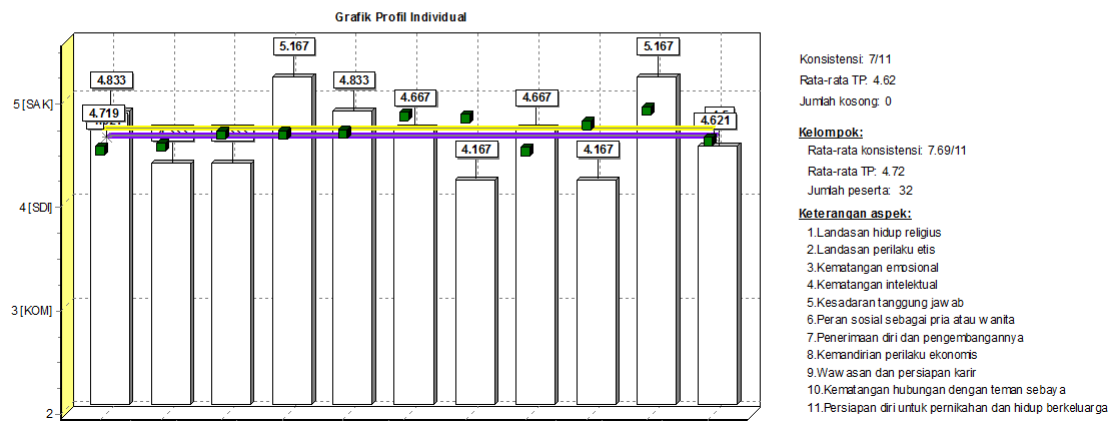 Grafik Profil Individual
5.167
5.167
4.833
4.833
4.667
4.667
4.719
4.621
4.167
4.167
5 [SAK]
4 [SDI]
3 [KOM]
2
Konsistensi: 7/11
Rata-rata TP: 4.62
Jumlah kosong: 0
Kelompok:
Rata-rata konsistensi: 7.69/11
Rata-rata TP: 4.72
Jumlah peserta: 32
Keterangan aspek:
1.Landasan hidup religius
2.Landasan perilaku etis
3.Kematangan emosional
4.Kematangan intelektual
5.Kesadaran tanggung jawab
6.Peran sosial sebagai pria atau wanita
7.Penerimaan diri dan pengembangannya
8.Kemandirian perilaku ekonomis
9.Wawasan dan persiapan karir
10.Kematangan hubungan dengan teman sebaya
11.Persiapan diri untuk pernikahan dan hidup berkeluarga